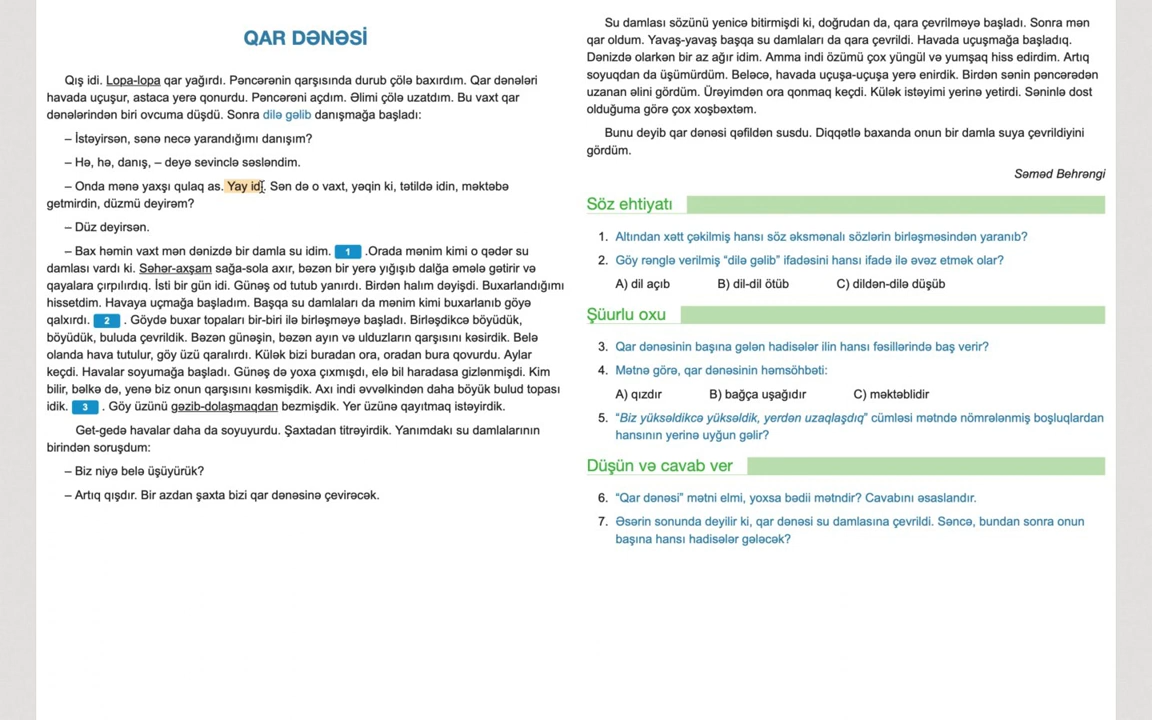 QAR DƏNƏSİ
Qış idi. Lopa-lopa qar yağırdı. Pəncərənin qarşısında durub çölə baxırdım. Qar dənələri
havada uçuşur, astaca yerə qonurdu. Pəncərəni açdım. Əlimi çölə uzatdım. Bu vaxt qar
dənələrindən biri ovcuma düşdü. Sonra dilə gəlib danışmağa başladı:
– İstəyirsən, sənə necə yarandığımı danışım?
– Hə, hə, danış, – deyə sevinclə səsləndim.
– Onda mənə yaxşı qulaq as. Yay idi. Sən də o vaxt, yəqin ki, tətildə idin, məktəbə
getmirdin, düzmü deyirəm?
– Düz deyirsən.
– Bax həmin vaxt mən dənizdə bir damla su idim. 1 .Orada mənim kimi o qədər su
damlası vardı ki. Səhər-axşam sağa-sola axır, bəzən bir yerə yığışıb dalğa əmələ gətirir və
qayalara çırpılırdıq. İsti bir gün idi. Günəş od tutub yanırdı. Birdən halım dəyişdi. Buxarlandığımı
hissetdim. Havaya uçmağa başladım. Başqa su damlaları da mənim kimi buxarlanıb göyə
qalxırdı. 2 . Göydə buxar topaları bir-biri ilə birləşməyə başladı. Birləşdikcə böyüdük,
böyüdük, buluda çevrildik. Bəzən günəşin, bəzən ayın və ulduzların qarşısını kəsirdik. Belə
olanda hava tutulur, göy üzü qaralırdı. Külək bizi buradan ora, oradan bura qovurdu. Aylar
keçdi. Havalar soyumağa başladı. Günəş də yoxa çıxmışdı, elə bil haradasa gizlənmişdi. Kim
bilir, bəlkə də, yenə biz onun qarşısını kəsmişdik. Axı indi əvvəlkindən daha böyük bulud topası
idik. 3 . Göy üzünü gəzib-dolaşmaqdan bezmişdik. Yer üzünə qayıtmaq istəyirdik.
Get-gedə havalar daha da soyuyurdu. Şaxtadan titrəyirdik. Yanımdakı su damlalarının
birindən soruşdum:
– Biz niyə belə üşüyürük?
– Artıq qışdır. Bir azdan şaxta bizi qar dənəsinə çevirəcək.
Su damlası sözünü yenicə bitirmişdi ki, doğrudan da, qara çevrilməyə başladı. Sonra mən
qar oldum. Yavaş-yavaş başqa su damlaları da qara çevrildi. Havada uçuşmağa başladıq.
Dənizdə olarkən bir az ağır idim. Amma indi özümü çox yüngül və yumşaq hiss edirdim. Artıq
soyuqdan da üşümürdüm. Beləcə, havada uçuşa-uçuşa yerə enirdik. Birdən sənin pəncərədən
uzanan əlini gördüm. Ürəyimdən ora qonmaq keçdi. Külək istəyimi yerinə yetirdi. Səninlə dost
olduğuma görə çox xoşbəxtəm.
Bunu deyib qar dənəsi qəfildən susdu. Diqqətlə baxanda onun bir damla suya çevrildiyini
gördüm.
Səməd Behrəngi
Söz ehtiyatı
1. Altından xətt çəkilmiş hansı söz əksmənalı sözlərin birləşməsindən yaranıb?
2. Göy rənglə verilmiş “dilə gəlib” ifadəsini hansı ifadə ilə əvəz etmək olar?
A) dil açıb B) dil-dil ötüb C) dildən-dilə düşüb
Şüurlu oxu
3. Qar dənəsinin başına gələn hadisələr ilin hansı fəsillərində baş verir?
4. Mətnə görə, qar dənəsinin həmsöhbəti:
A) qızdır B) bağça uşağıdır C) məktəblidir
5. “Biz yüksəldikcə yüksəldik, yerdən uzaqlaşdıq” cümləsi mətndə nömrələnmiş boşluqlardan
hansının yerinə uyğun gəlir?
Düşün və cavab ver
6. “Qar dənəsi” mətni elmi, yoxsa bədii mətndir? Cavabını əsaslandır.
7. Əsərin sonunda deyilir ki, qar dənəsi su damlasına çevrildi. Səncə, bundan sonra onun
başına hansı hadisələr gələcək?